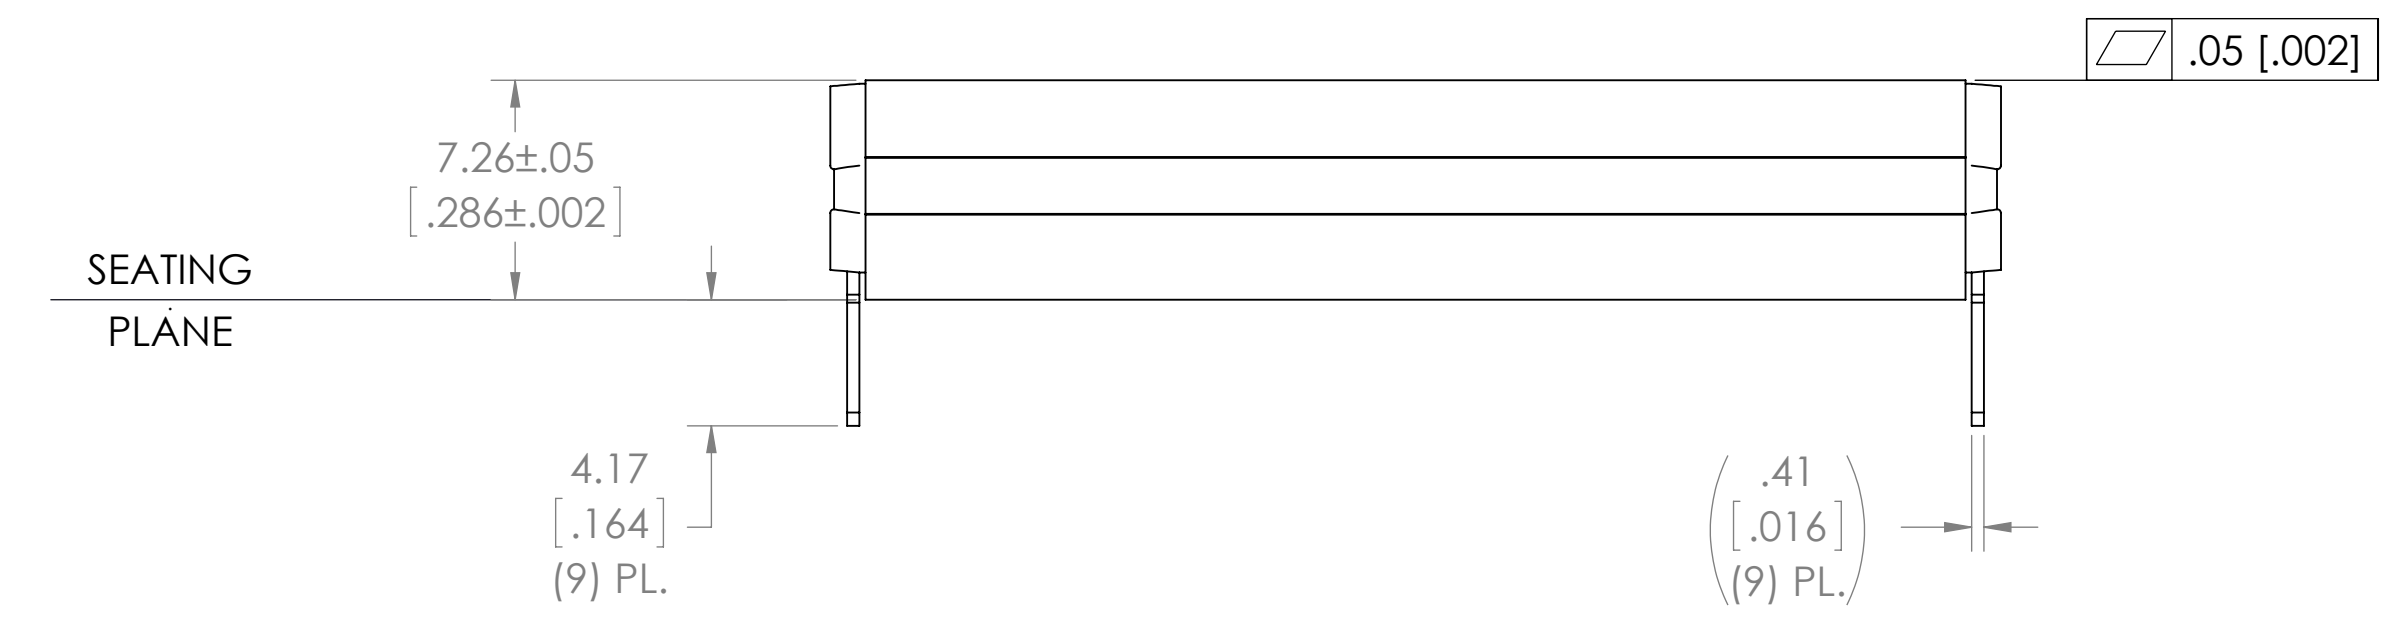 .05 [.002]
7.26±.05
[.286±.002]
SEATING
PLANE
4.17
[.164]
(9) PL.
(.41
[.016]
(9) PL.)